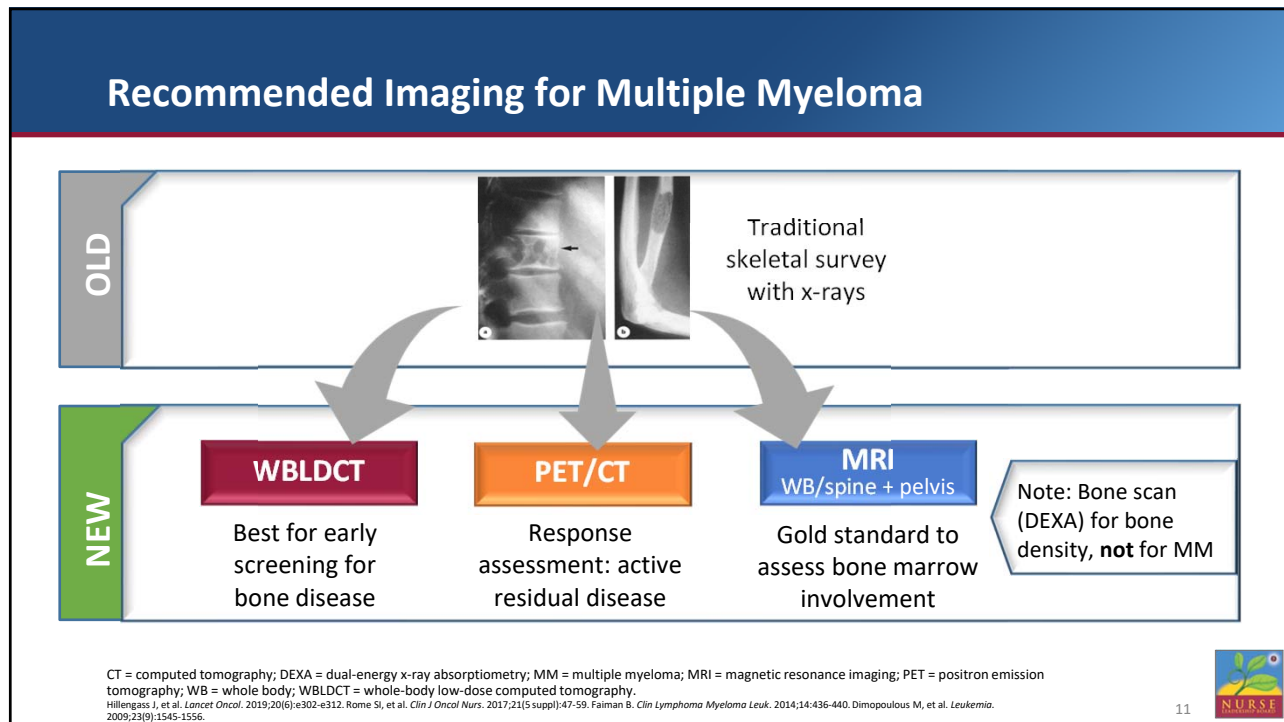 Recommended Imaging for Multiple Myeloma
OLD
a
b
Traditional
skeletal survey
with x-rays
NEW
WBLDCT
Best for early
screening for
bone disease
PET/CT
Response
assessment: active
residual disease
MRI
WB/spine + pelvis
Gold standard to
assess bone marrow
involvement
Note: Bone scan
(DEXA) for bone
density, not for MM
CT = computed tomography; DEXA = dual-energy x-ray absorptiometry; MM = multiple myeloma; MRI = magnetic resonance imaging; PET = positron emission
tomography; WB = whole body; WBLDCT = whole-body low-dose computed tomography.
Hillengass J, et al. Lancet Oncol. 2019;20(6):e302-e312. Rome SI, et al. Clin J Oncol Nurs. 2017;21(5 suppl):47-59. Faiman B. Clin Lymphoma Myeloma Leuk. 2014;14:436-440. Dimopoulous M, et al. Leukemia.
2009;23(9):1545-1556.
11
NURSE
LEADERSHIP BOARD